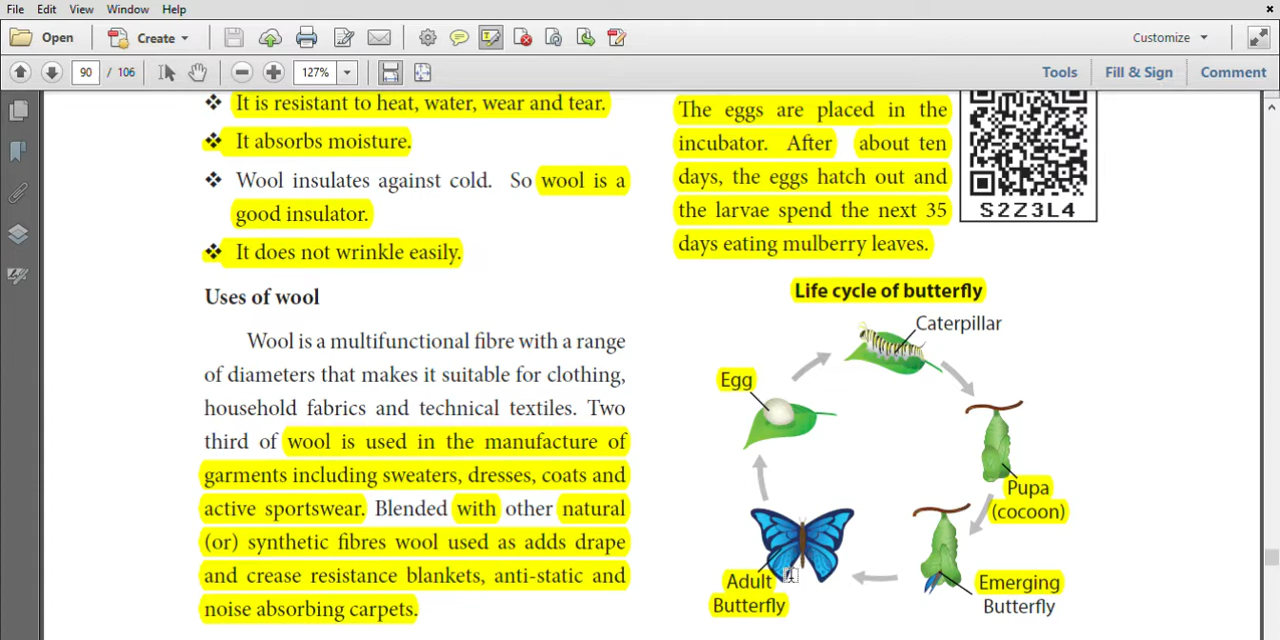 File Edit View Window Help
Open Create Customize
90 / 106 127% Tools Fill & Sign Comment
❖ It is resistant to heat, water, wear and tear.
❖ It absorbs moisture.
❖ Wool insulates against cold. So wool is a
good insulator.
❖ It does not wrinkle easily.
Uses of wool
Wool is a multifunctional fibre with a range
of diameters that makes it suitable for clothing,
household fabrics and technical textiles. Two
third of wool is used in the manufacture of
garments including sweaters, dresses, coats and
active sportswear. Blended with other natural
(or) synthetic fibres wool used as adds drape
and crease resistance blankets, anti-static and
noise absorbing carpets.
The eggs are placed in the
incubator. After about ten
days, the eggs hatch out and
the larvae spend the next 35
days eating mulberry leaves.
S2Z3L4
Life cycle of butterfly
Caterpillar
Egg
Pupa
(cocoon)
Emerging
Butterfly
Adult
Butterfly